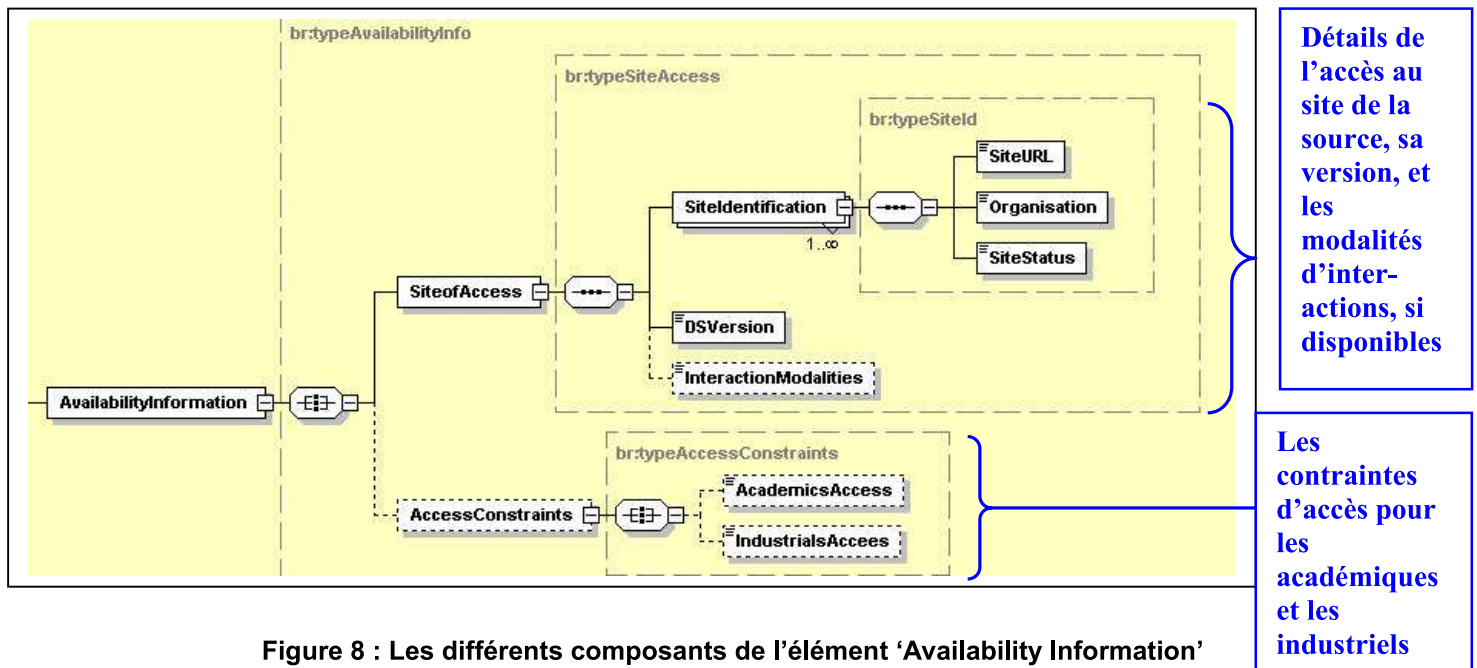 br:typeAvailabilityInfo
br:typeSiteAccess
br:typeSiteId
SiteURL
SiteIdentification
Organisation
1..∞
SiteStatus
SiteofAccess
DSVersion
InteractionModalities
AvailabilityInformation
br:typeAccessConstraints
AcademicsAccess
AccessConstraints
IndustrialsAccees
Détails de
l’accès au
site de la
source, sa
version, et
les
modalités
d’inter-
actions, si
disponibles
Les
contraintes
d’accès pour
les
académiques
et les
industriels
Figure 8 : Les différents composants de l’élément ‘Availability Information’